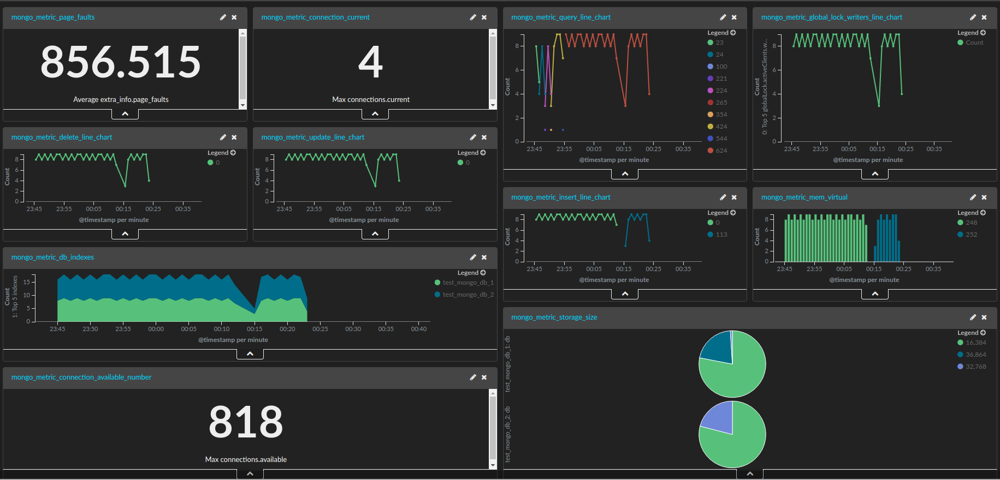 mongo_metric_page_faults
856.515
Average extra_info.page_faults
mongo_metric_connection_current
4
Max connections.current
mongo_metric_query_line_chart
Legend
23
24
100
221
224
265
354
424
544
624
Count
8
6
4
2
0
23:45 23:55 00:05 00:15 00:25 00:35
@timestamp per minute
mongo_metric_global_lock_writers_line_chart
Legend
Count
Count
0: Top 5 globalLock.activeClients.w...
8
6
4
2
0
23:45 23:55 00:05 00:15 00:25 00:35
@timestamp per minute
mongo_metric_delete_line_chart
Legend
0
Count
8
6
4
2
0
23:45 23:55 00:05 00:15 00:25 00:35
@timestamp per minute
mongo_metric_update_line_chart
Legend
0
Count
8
6
4
2
0
23:45 23:55 00:05 00:15 00:25 00:35
@timestamp per minute
mongo_metric_insert_line_chart
Legend
0
113
Count
8
6
4
2
0
23:45 23:55 00:05 00:15 00:25 00:35
@timestamp per minute
mongo_metric_mem_virtual
Legend
248
252
Count
8
6
4
2
0
23:45 23:55 00:05 00:15 00:25 00:35
@timestamp per minute
mongo_metric_db_indexes
Legend
test_mongo_db_1
test_mongo_db_2
Count
1: Top 5 indexes
15
10
5
0
23:45 23:50 23:55 00:00 00:05 00:10 00:15 00:20 00:25 00:30 00:35 00:40
@timestamp per minute
mongo_metric_storage_size
Legend
16,384
36,864
32,768
test_mongo_db_1: db
test_mongo_db_2: db
mongo_metric_connection_available_number
818
Max connections.available